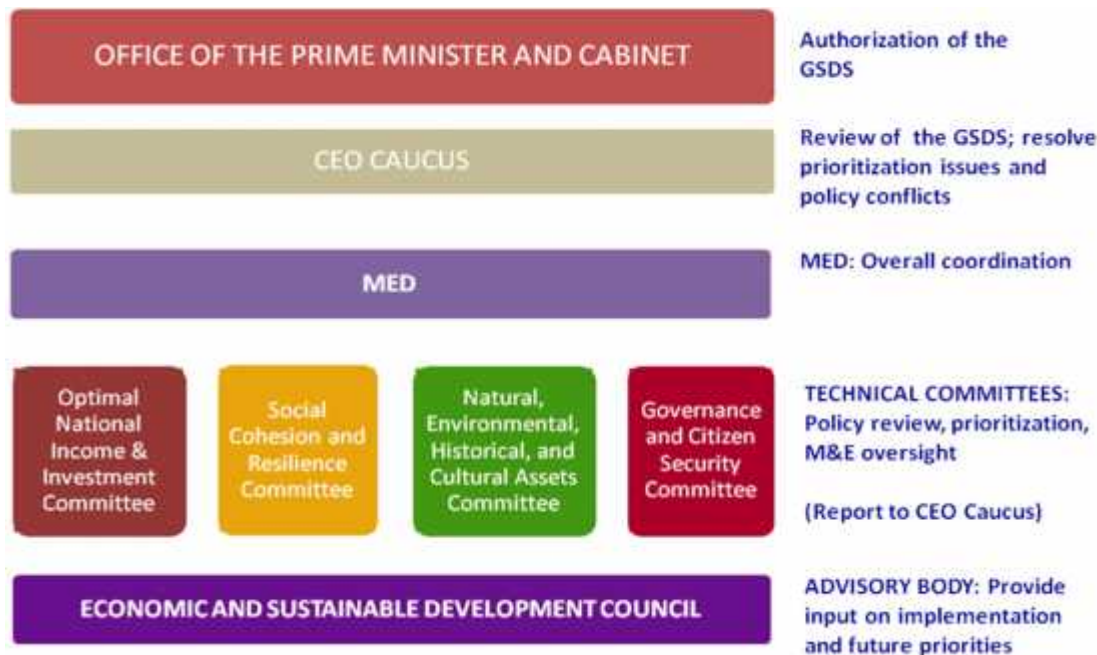 OFFICE OF THE PRIME MINISTER AND CABINET
Authorization of the
GSDS
CEO CAUCUS
Review of the GSDS; resolve
prioritization issues and
policy conflicts
MED
MED: Overall coordination
Optimal
National
Income &
Investment
Committee
Social
Cohesion and
Resilience
Committee
Natural,
Environmental,
Historical, and
Cultural Assets
Committee
Governance
and Citizen
Security
Committee
TECHNICAL COMMITTEES:
Policy review, prioritization,
M&E oversight
(Report to CEO Caucus)
ECONOMIC AND SUSTAINABLE DEVELOPMENT COUNCIL
ADVISORY BODY: Provide
input on implementation
and future priorities